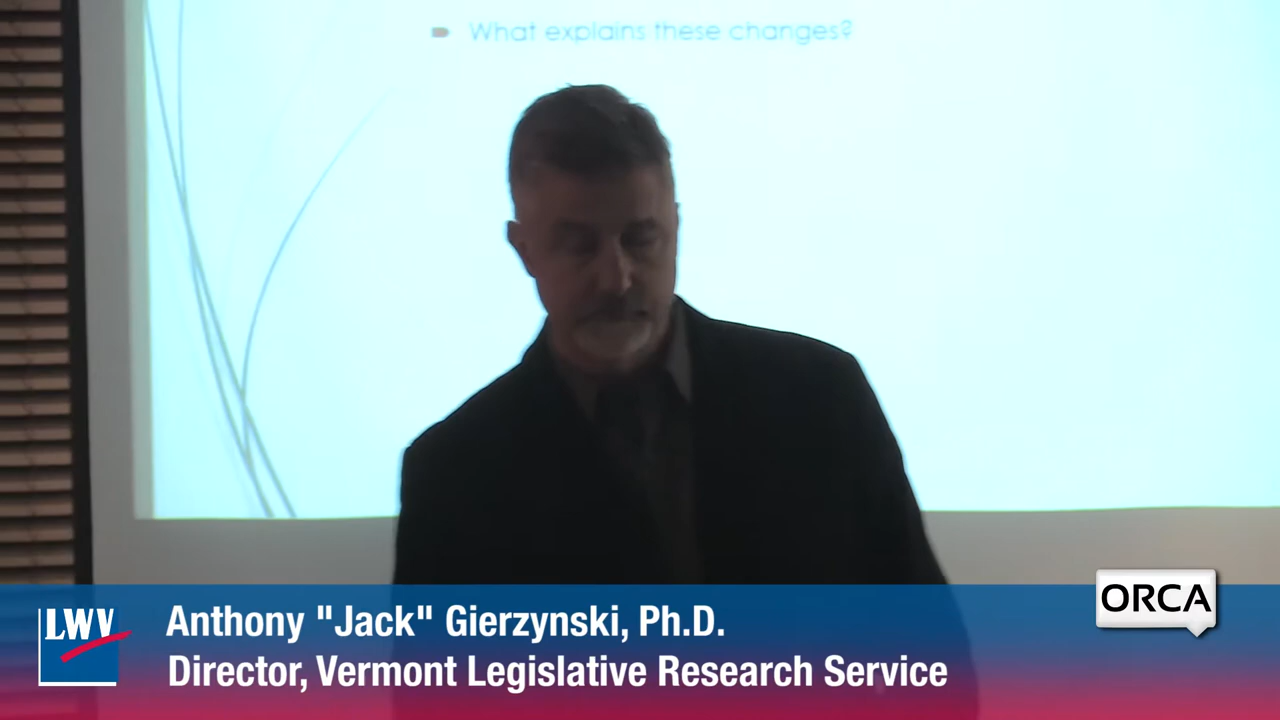 What explains these changes?
ORCA
LWV
Anthony "Jack" Gierzynski, Ph.D.
Director, Vermont Legislative Research Service